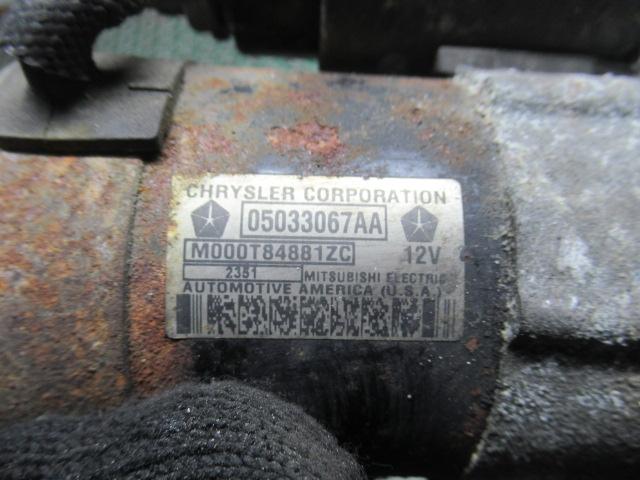 CHRYSLER CORPORATION
05033067AA
M000T84881ZC 12V
2351 MITSUBISHI ELECTRIC
AUTOMOTIVE AMERICA (U.S.A.)